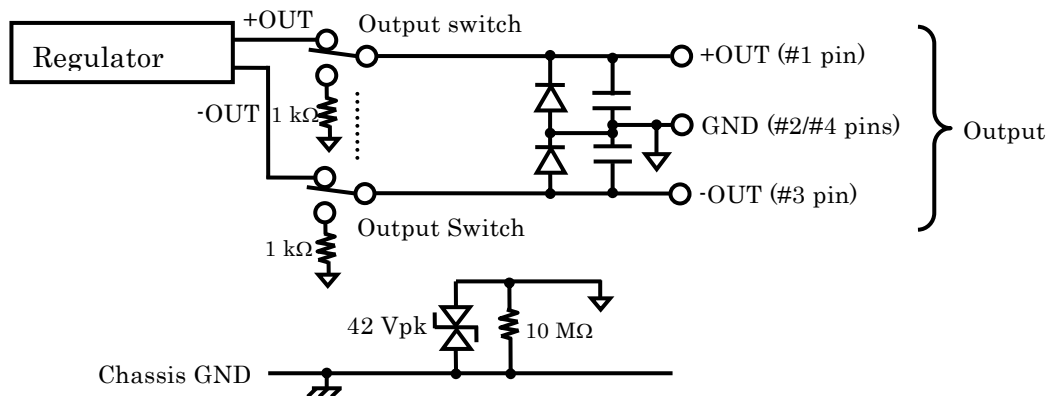 +OUT
Output switch
Regulator
+OUT (#1 pin)
-OUT
1 kΩ
GND (#2/#4 pins)
Output
-OUT (#3 pin)
Output Switch
1 kΩ
42 Vpk
10 MΩ
Chassis GND